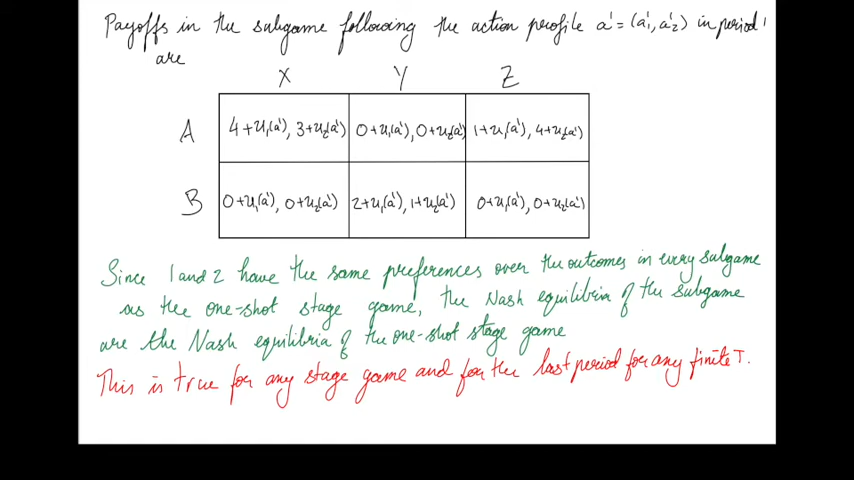 Payoffs in the subgame following the action profile a¹ = (a¹₁, a¹₂) in period 1
are
X Y Z
A 4+u₁(a¹), 3+u₂(a¹) 0+u₁(a¹), 0+u₂(a¹) 1+u₁(a¹), 4+u₂(a¹)
B 0+u₁(a¹), 0+u₂(a¹) 2+u₁(a¹), 1+u₂(a¹) 0+u₁(a¹), 0+u₂(a¹)
Since 1 and 2 have the same preferences over the outcomes in every subgame
as the one-shot stage game, the Nash equilibria of the subgame
are the Nash equilibria of the one-shot stage game
This is true for any stage game and for the last period for any finite T.